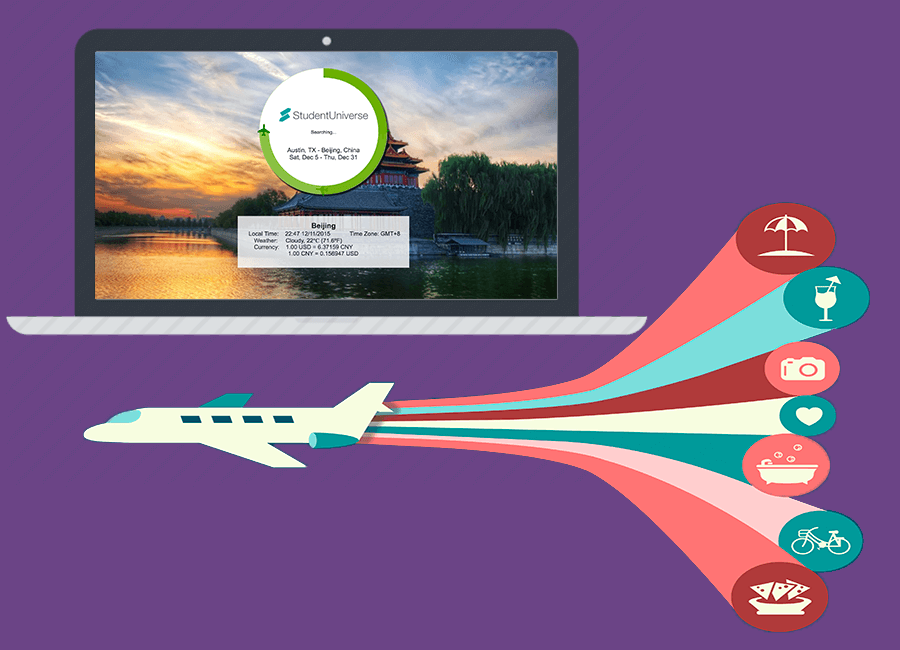 StudentUniverse
Searching...
Austin, TX - Beijing, China
Sat, Dec 5 - Thu, Dec 31
Beijing
Local Time: 22:47 12/11/2015 Time Zone: GMT+8
Weather: Cloudy, 22°C (71.6°F)
Currency: 1.00 USD = 6.37159 CNY
1.00 CNY = 0.156947 USD